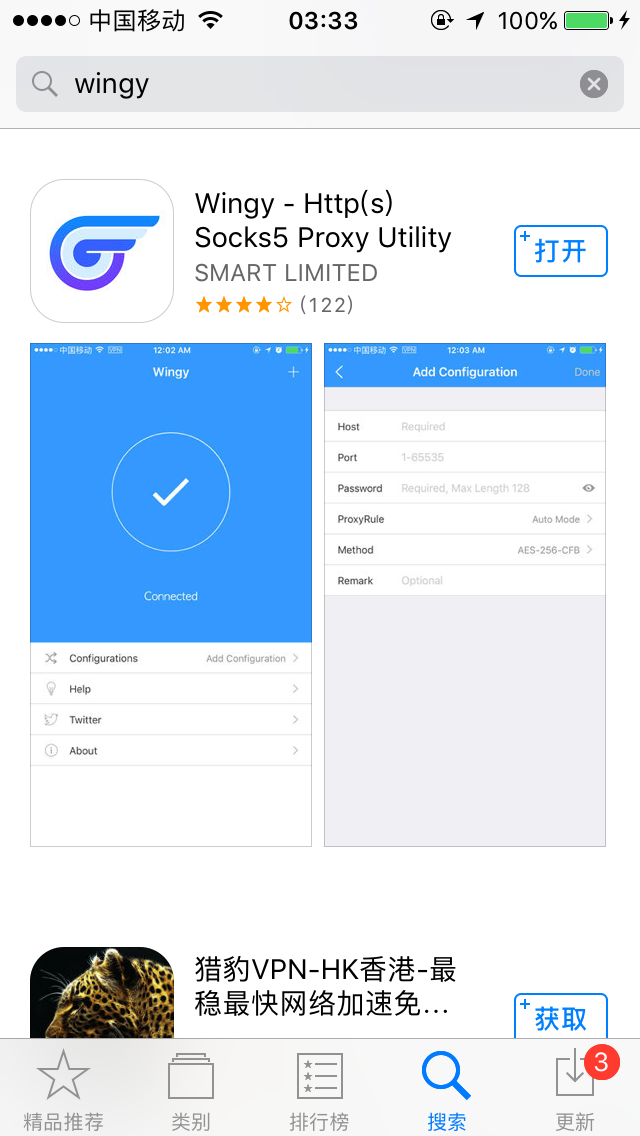 中国移动 03:33 100%
wingy
Wingy - Http(s)
Socks5 Proxy Utility
SMART LIMITED
(122)
打开
中国移动 VPN 12:02 AM
Wingy
Connected
Configurations Add Configuration
Help
Twitter
About
中国移动 VPN 12:03 AM
Add Configuration Done
Host Required
Port 1-65535
Password Required, Max Length 128
ProxyRule Auto Mode
Method AES-256-CFB
Remark Optional
猎豹VPN-HK香港-最
稳最快网络加速免...
获取
3
精品推荐 类别 排行榜 搜索 更新